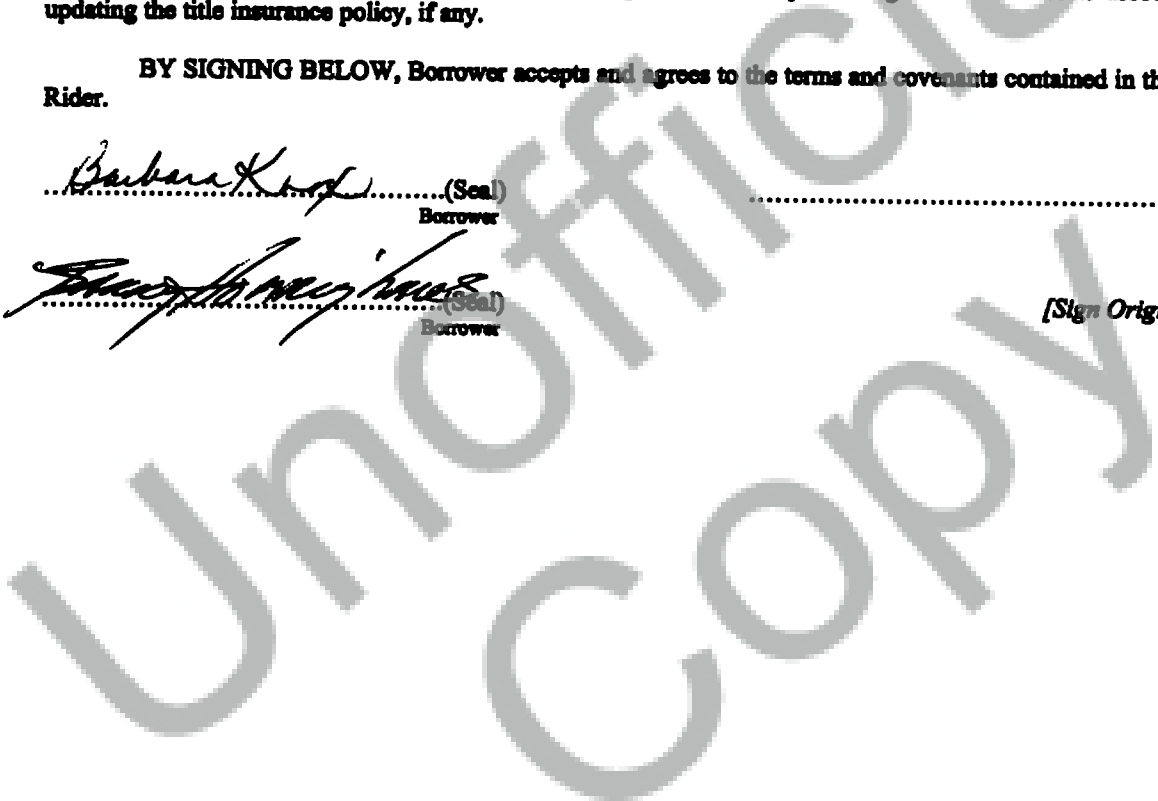 updating the title insurance policy, if any.
BY SIGNING BELOW, Borrower accepts and agrees to the terms and covenants contained in th
Rider.
Barbara Knox (Seal)
Borrower
(Seal)
Borrower
[Sign Orig
Unofficial
Copy